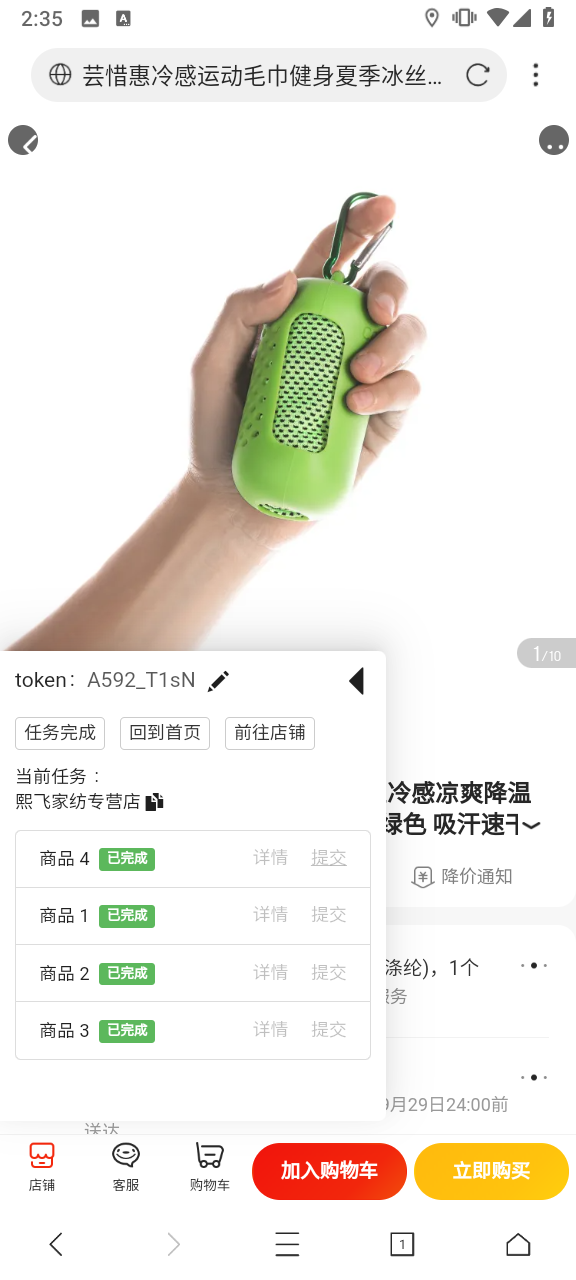 2:35
芸惜惠冷感运动毛巾健身夏季冰丝...
1/10
token: A592_T1sN
任务完成 回到首页 前往店铺
当前任务：
熙飞家纺专营店
冷感凉爽降温
绿色 吸汗速干
降价通知
商品 4 已完成 详情 提交
商品 1 已完成 详情 提交
商品 2 已完成 详情 提交
商品 3 已完成 详情 提交
涤纶)，1个
服务
9月29日24:00前
送达
店铺 客服 购物车 加入购物车 立即购买
1